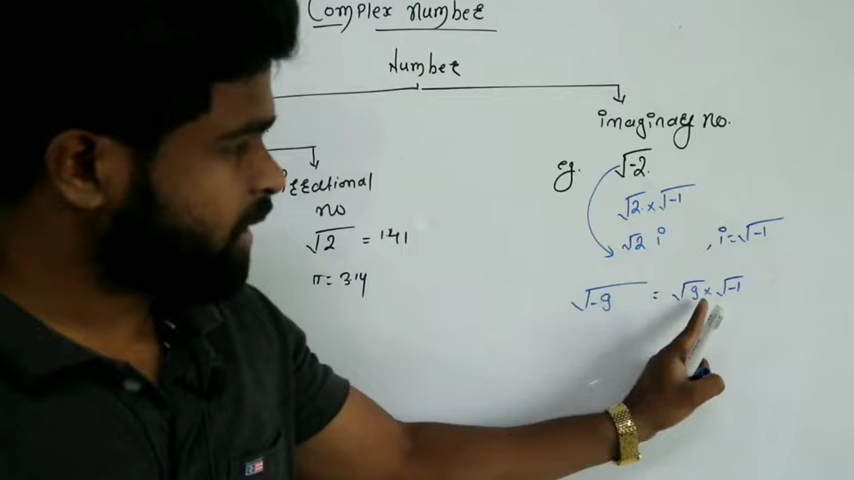 Complex Number
Number
imaginary no.
Irrational
no
√2 = 1.41
π = 3.14
eg. √-2
√2 × √-1
√2 i , i = √-1
√-9 = √9 × √-1